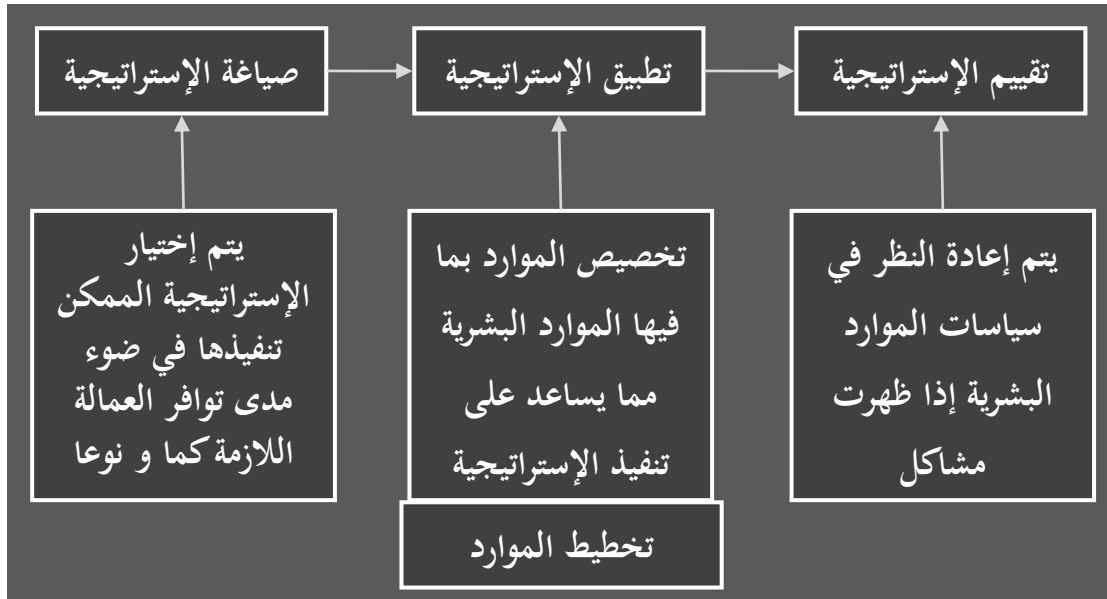 صياغة الإستراتيجية
تطبيق الإستراتيجية
تقييم الإستراتيجية
يتم إختيار
الإستراتيجية الممكن
تنفيذها في ضوء
مدى توافر العمالة
اللازمة كما و نوعا
تخصيص الموارد بما
فيها الموارد البشرية
مما يساعد على
تنفيذ الإستراتيجية
يتم إعادة النظر في
سياسات الموارد
البشرية إذا ظهرت
مشاكل
تخطيط الموارد